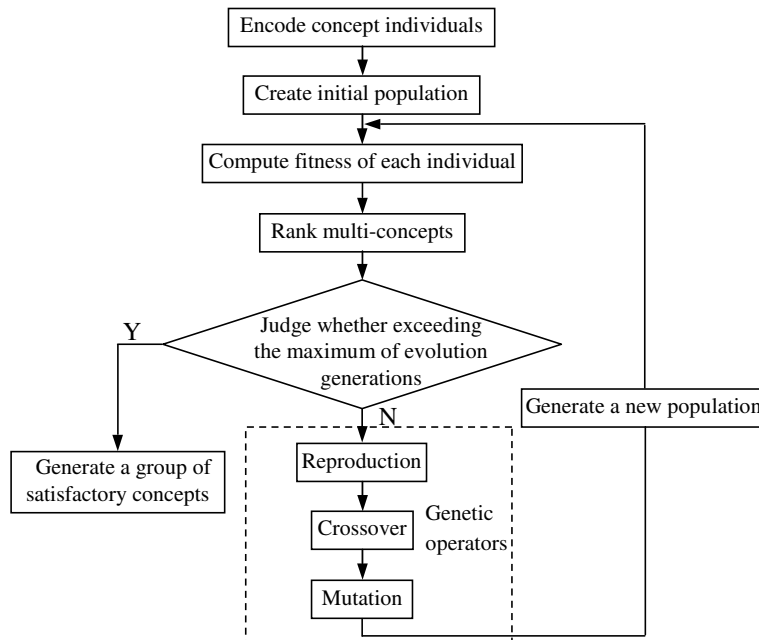 Encode concept individuals
Create initial population
Compute fitness of each individual
Rank multi-concepts
Judge whether exceeding
the maximum of evolution
generations
Y
N
Generate a group of
satisfactory concepts
Reproduction
Crossover
Mutation
Genetic
operators
Generate a new population